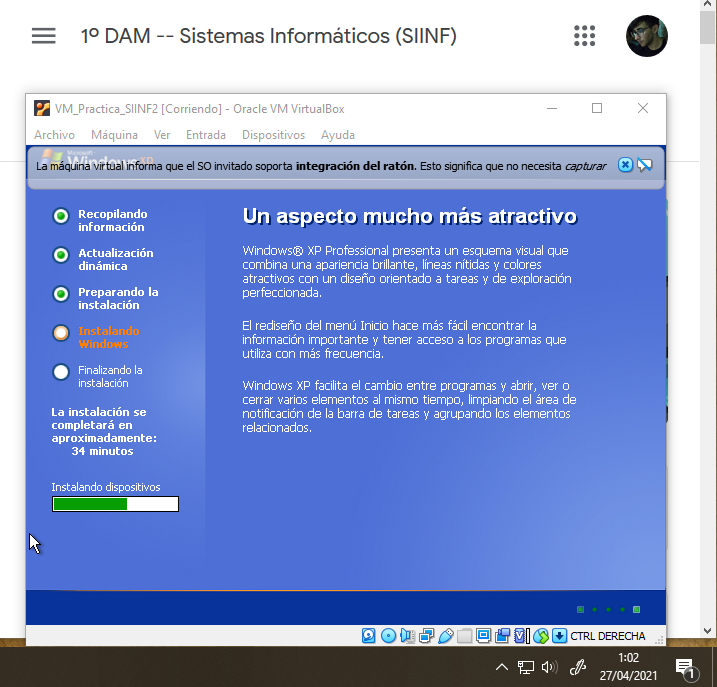 1º DAM -- Sistemas Informáticos (SIINF)
VM_Practica_SIINF2 [Corriendo] - Oracle VM VirtualBox
Archivo Máquina Ver Entrada Dispositivos Ayuda
La máquina virtual informa que el SO invitado soporta integración del ratón. Esto significa que no necesita capturar
Recopilando
información
Actualización
dinámica
Preparando la
instalación
Instalando
Windows
Finalizando la
instalación
La instalación se
completará en
aproximadamente:
34 minutos
Instalando dispositivos
Un aspecto mucho más atractivo
Windows® XP Professional presenta un esquema visual que
combina una apariencia brillante, líneas nítidas y colores
atractivos con un diseño orientado a tareas y de exploración
perfeccionada.
El rediseño del menú Inicio hace más fácil encontrar la
información importante y tener acceso a los programas que
utiliza con más frecuencia.
Windows XP facilita el cambio entre programas y abrir, ver o
cerrar varios elementos al mismo tiempo, limpiando el área de
notificación de la barra de tareas y agrupando los elementos
relacionados.
CTRL DERECHA
1:02
27/04/2021
1